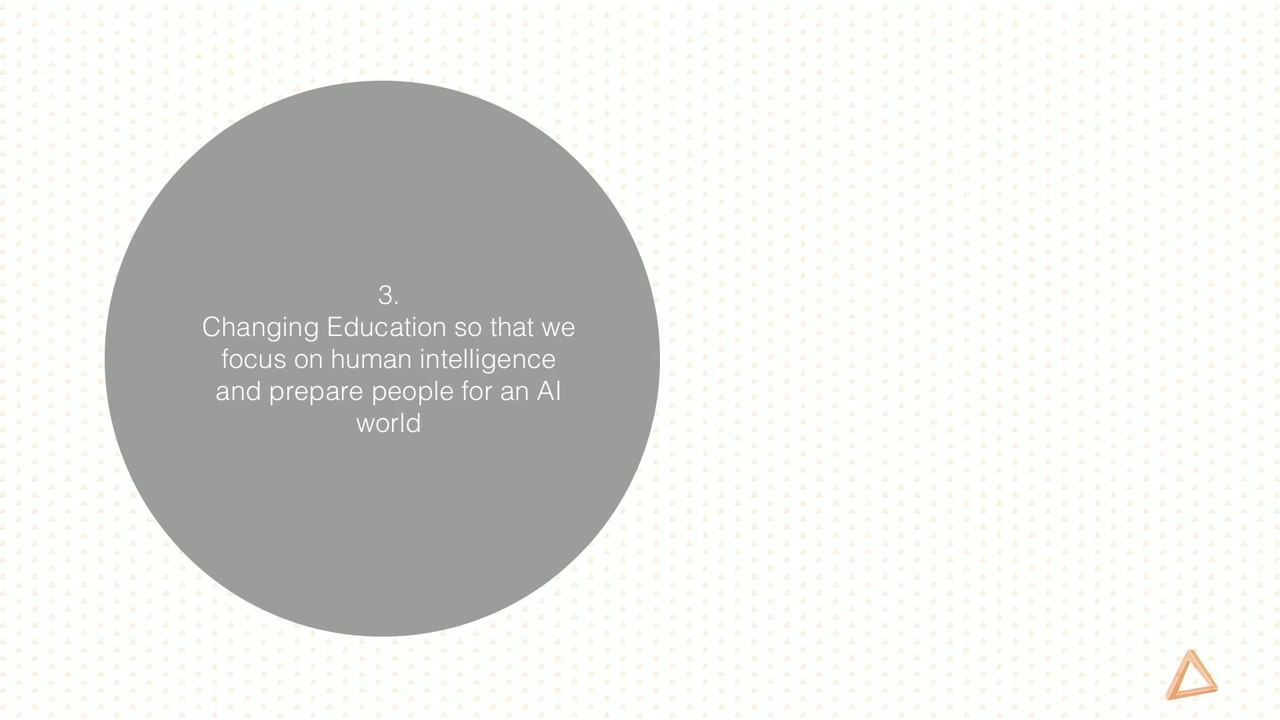 3.
Changing Education so that we
focus on human intelligence
and prepare people for an AI
world